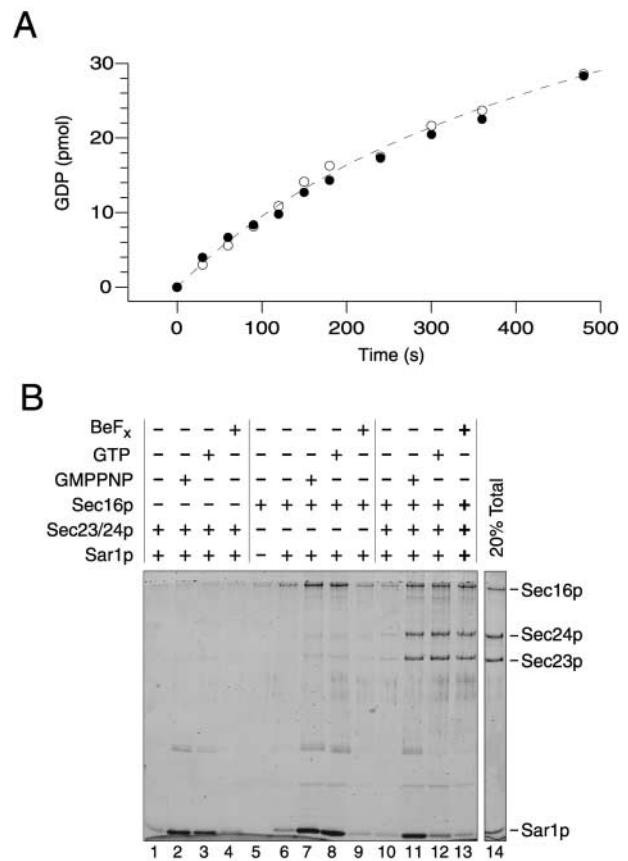 A
30
20
10
0
GDP (pmol)
0 100 200 300 400 500
Time (s)
B
BeFx – – – + – – – – + – – – +
GTP – – + – – – – + – – – + –
GMPPNP – + – – – – + – – – + – –
Sec16p – – – – + + + + + + + + +
Sec23/24p + + + + – – – – – + + + +
Sar1p + + + + – + + + + + + + +
20% Total
Sec16p
Sec24p
Sec23p
Sar1p
1 2 3 4 5 6 7 8 9 10 11 12 13 14